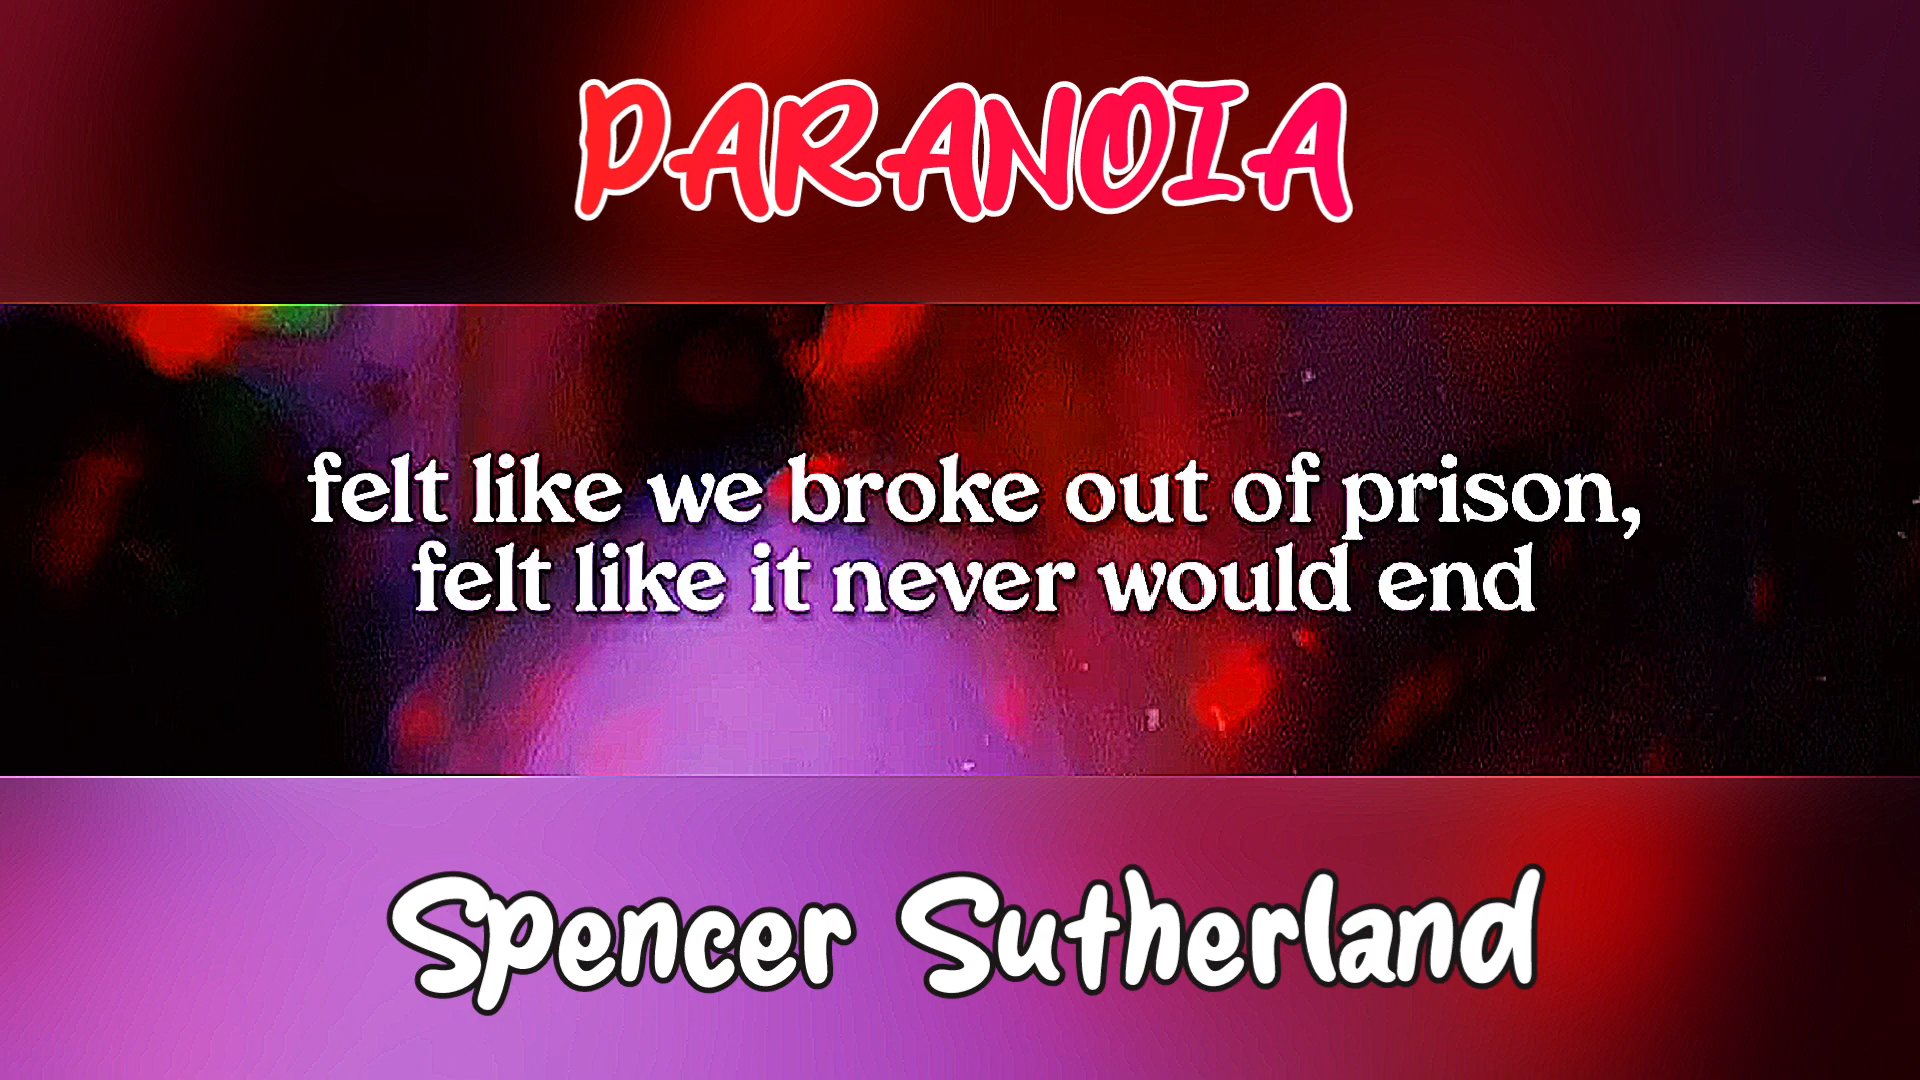 PARANOIA
felt like we broke out of prison,
felt like it never would end
Spencer Sutherland